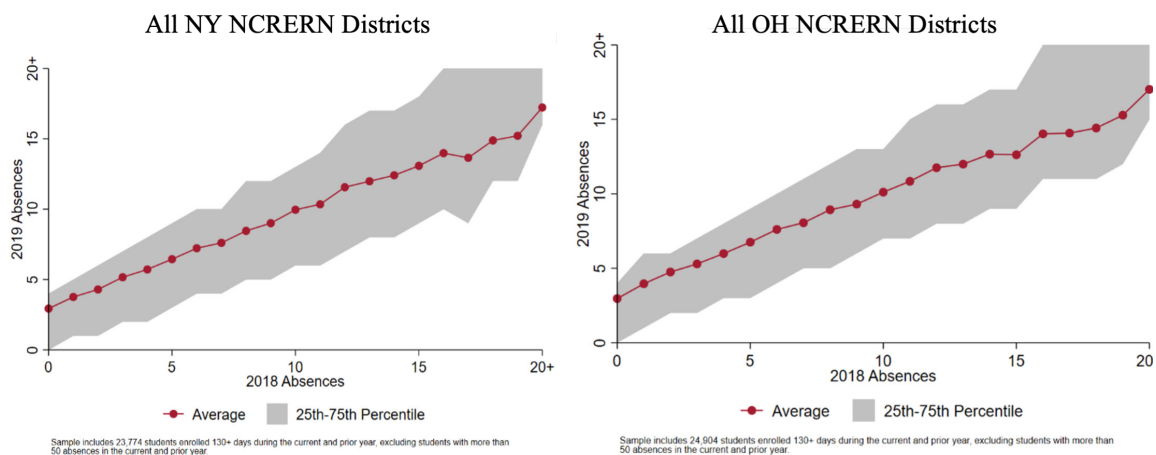 All NY NCRERN Districts
20+
15
10
5
0
2019 Absences
0 5 10 15 20+
2018 Absences
Average 25th-75th Percentile
Sample includes 23,774 students enrolled 130+ days during the current and prior year, excluding students with more than
50 absences in the current and prior year.
All OH NCRERN Districts
20+
15
10
5
0
2019 Absences
0 5 10 15 20
2018 Absences
Average 25th-75th Percentile
Sample includes 24,904 students enrolled 130+ days during the current and prior year, excluding students with more than
50 absences in the current and prior year.